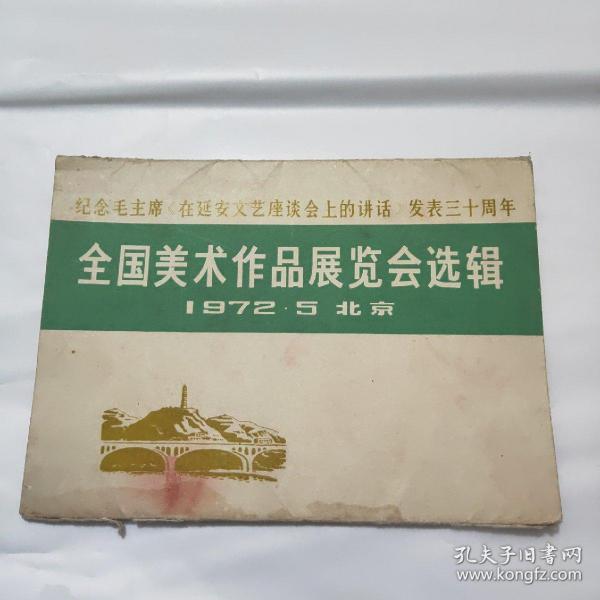 纪念毛主席《在延安文艺座谈会上的讲话》发表三十周年
全国美术作品展览会选辑
1972·5 北京
孔夫子旧书网
www.kongfz.com